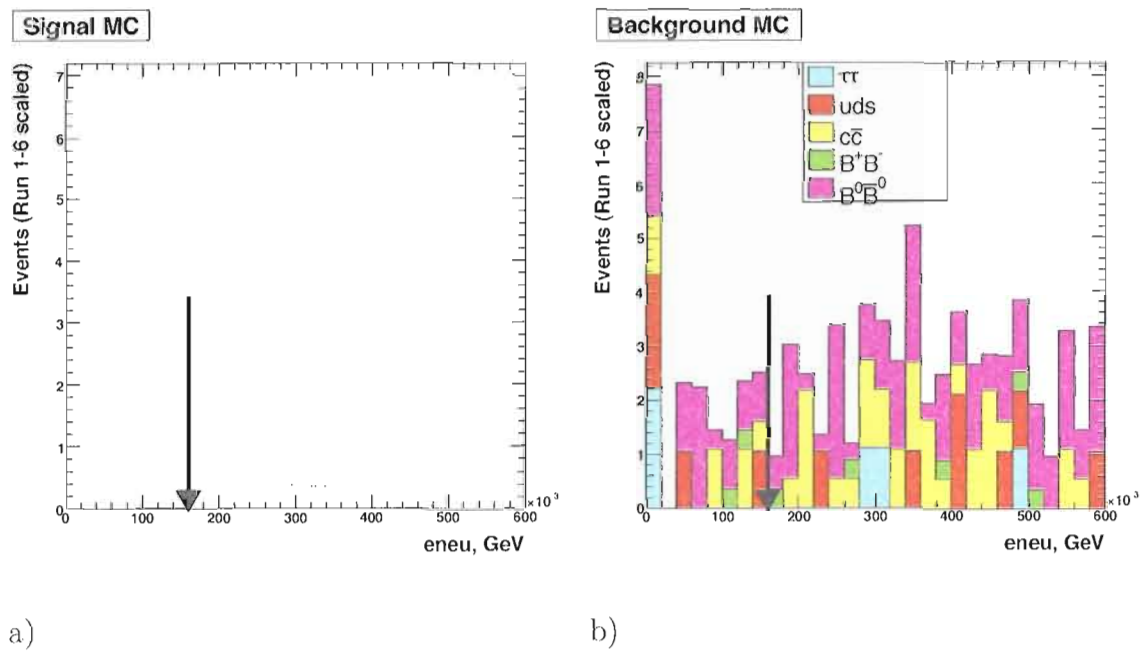 Signal MC
Events (Run 1-6 scaled)
7
6
5
4
3
2
1
0
0 100 200 300 400 500 600
×10³
eneu, GeV
a)
Background MC
Events (Run 1-6 scaled)
8
7
6
5
4
3
2
1
0
ττ
uds
cc̅
B⁺B⁻
B⁰B̅⁰
0 100 200 300 400 500 600
×10³
eneu, GeV
b)